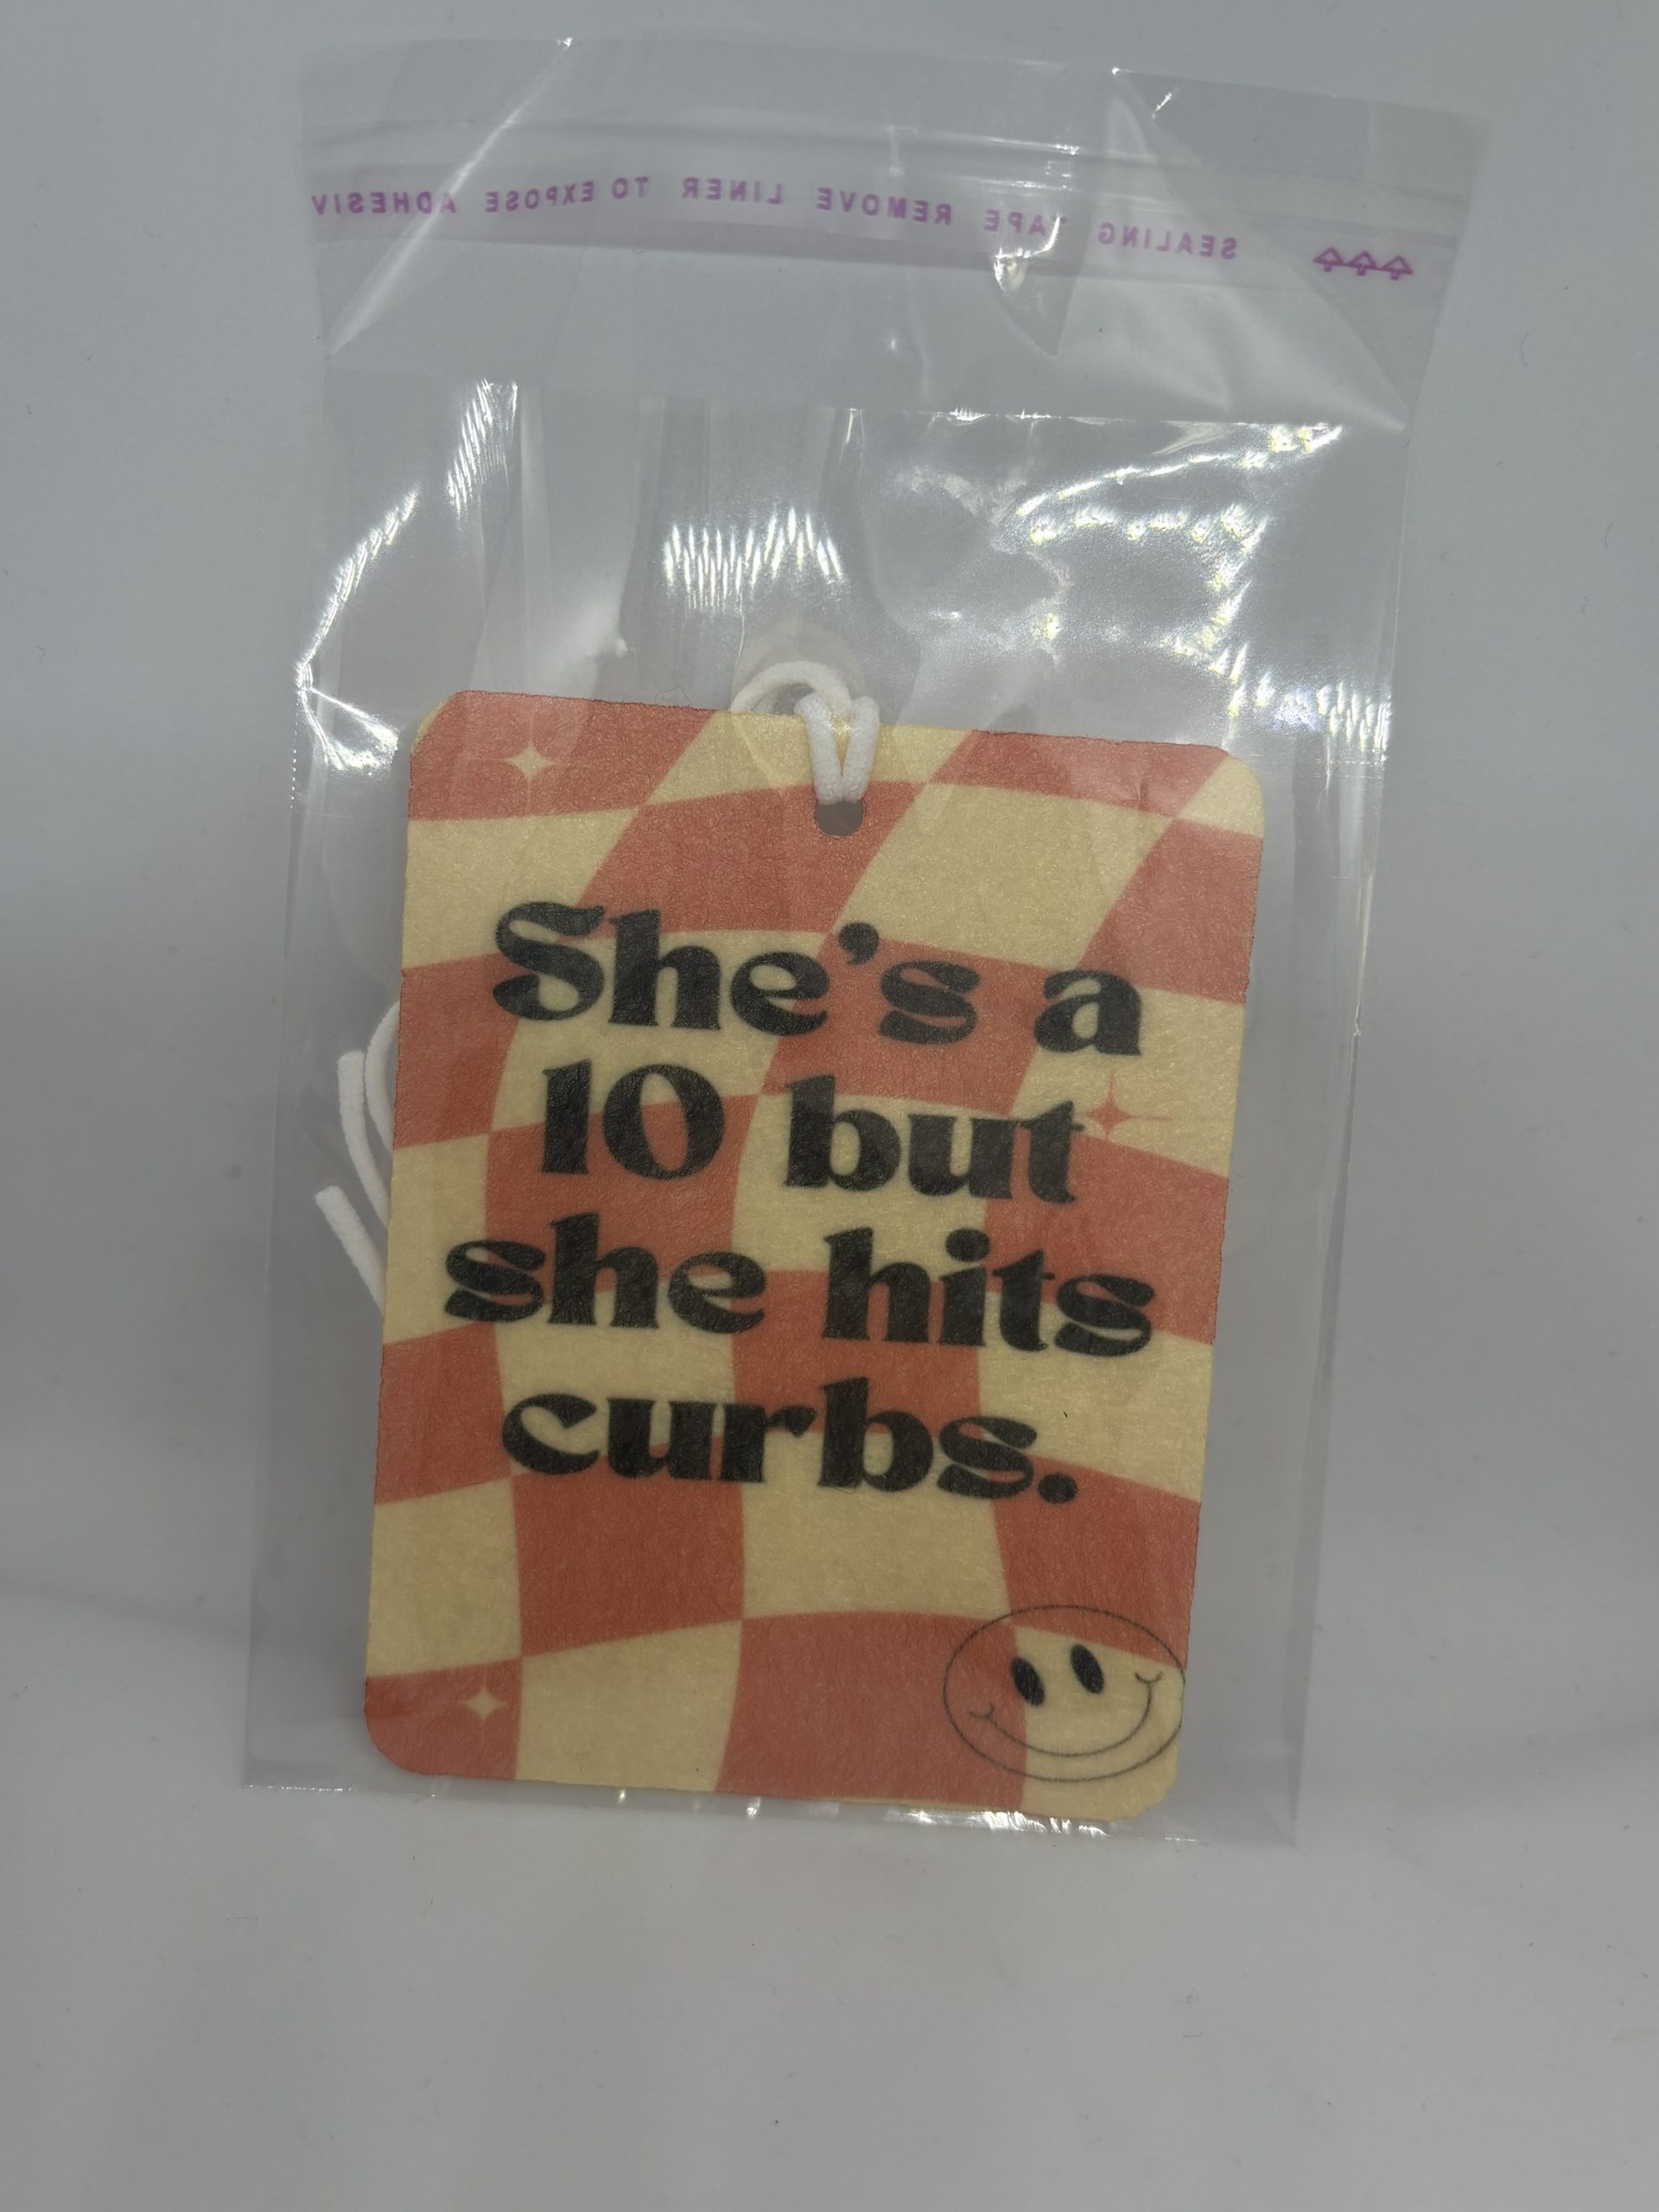 SEALING TAPE REMOVE LINER TO EXPOSE ADHESIV
She's a
10 but
she hits
curbs.